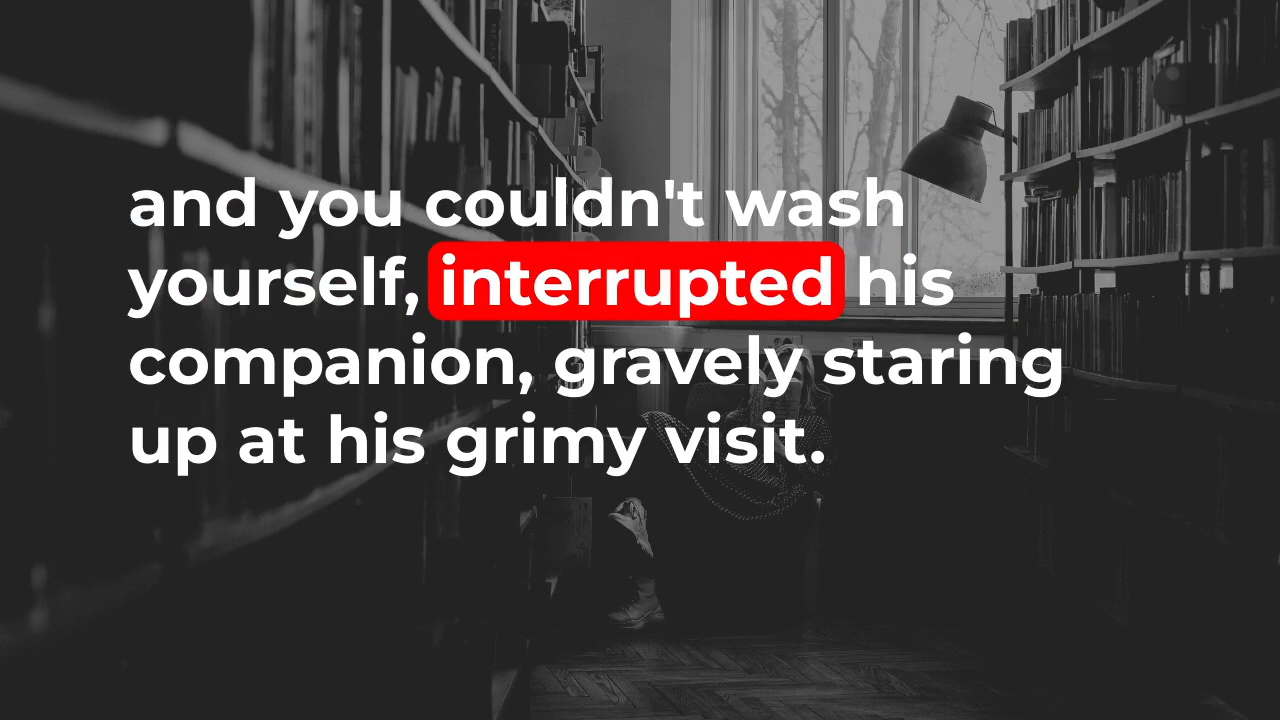 and you couldn't wash
yourself, interrupted his
companion, gravely staring
up at his grimy visit.